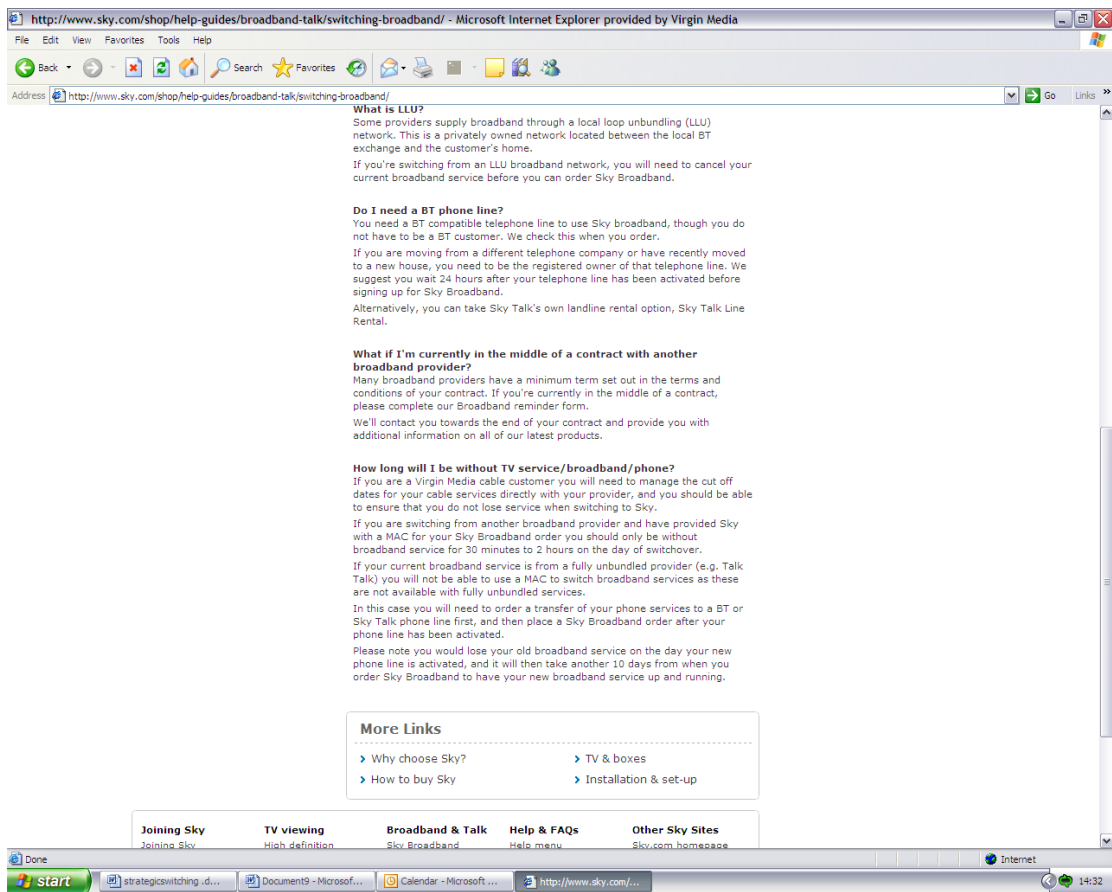 http://www.sky.com/shop/help-guides/broadband-talk/switching-broadband/ - Microsoft Internet Explorer provided by Virgin Media
File Edit View Favorites Tools Help
Back Search Favorites
Address http://www.sky.com/shop/help-guides/broadband-talk/switching-broadband/ Go Links »
What is LLU?
Some providers supply broadband through a local loop unbundling (LLU)
network. This is a privately owned network located between the local BT
exchange and the customer's home.
If you're switching from an LLU broadband network, you will need to cancel your
current broadband service before you can order Sky Broadband.
Do I need a BT phone line?
You need a BT compatible telephone line to use Sky broadband, though you do
not have to be a BT customer. We check this when you order.
If you are moving from a different telephone company or have recently moved
to a new house, you need to be the registered owner of that telephone line. We
suggest you wait 24 hours after your telephone line has been activated before
signing up for Sky Broadband.
Alternatively, you can take Sky Talk's own landline rental option, Sky Talk Line
Rental.
What if I'm currently in the middle of a contract with another
broadband provider?
Many broadband providers have a minimum term set out in the terms and
conditions of your contract. If you're currently in the middle of a contract,
please complete our Broadband reminder form.
We'll contact you towards the end of your contract and provide you with
additional information on all of our latest products.
How long will I be without TV service/broadband/phone?
If you are a Virgin Media cable customer you will need to manage the cut off
dates for your cable services directly with your provider, and you should be able
to ensure that you do not lose service when switching to Sky.
If you are switching from another broadband provider and have provided Sky
with a MAC for your Sky Broadband order you should only be without
broadband service for 30 minutes to 2 hours on the day of switchover.
If your current broadband service is from a fully unbundled provider (e.g. Talk
Talk) you will not be able to use a MAC to switch broadband services as these
are not available with fully unbundled services.
In this case you will need to order a transfer of your phone services to a BT or
Sky Talk phone line first, and then place a Sky Broadband order after your
phone line has been activated.
Please note you would lose your old broadband service on the day your new
phone line is activated, and it will then take another 10 days from when you
order Sky Broadband to have your new broadband service up and running.
More Links
Why choose Sky? TV & boxes
How to buy Sky Installation & set-up
Joining Sky TV viewing Broadband & Talk Help & FAQs Other Sky Sites
Joining Sky High definition Sky Broadband Help menu Sky.com homepage
Done Internet
start strategicswitching .d... Document9 - Microsof... Calendar - Microsoft ... http://www.sky.com/... 14:32